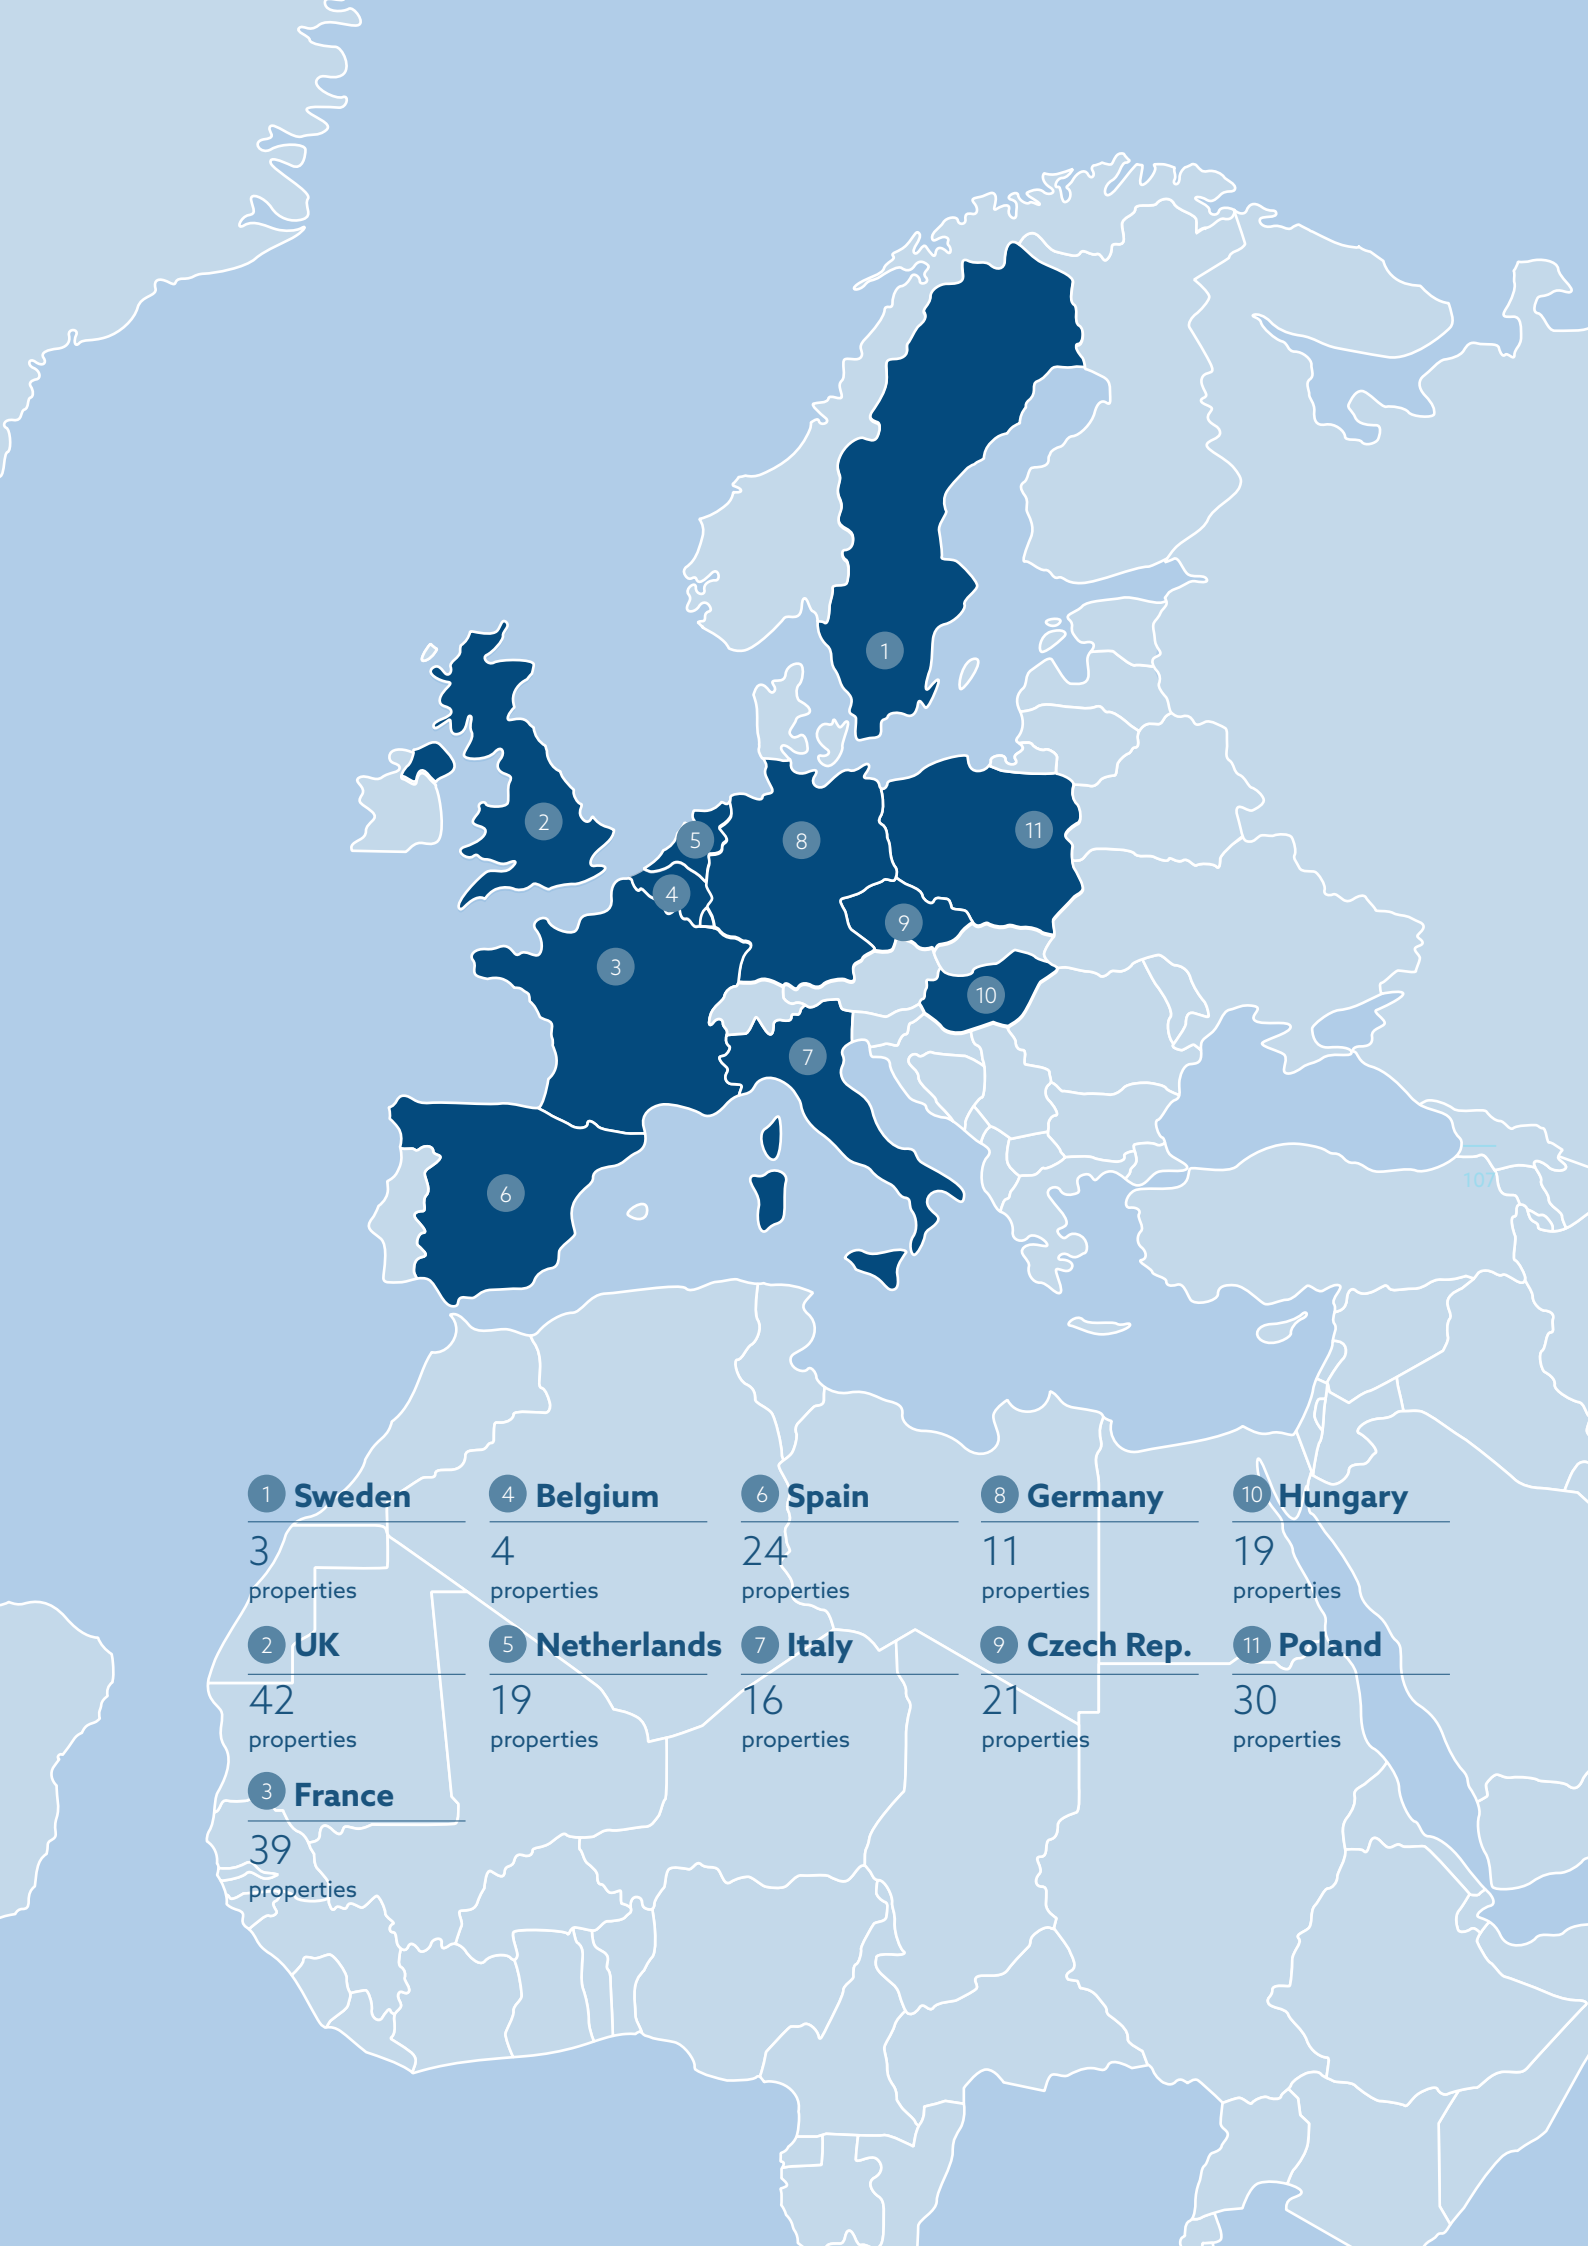 1
2
5
8
11
4
9
3
10
7
107
6
1 Sweden
3
properties
2 UK
42
properties
3 France
39
properties
4 Belgium
4
properties
5 Netherlands
19
properties
6 Spain
24
properties
7 Italy
16
properties
8 Germany
11
properties
9 Czech Rep.
21
properties
10 Hungary
19
properties
11 Poland
30
properties